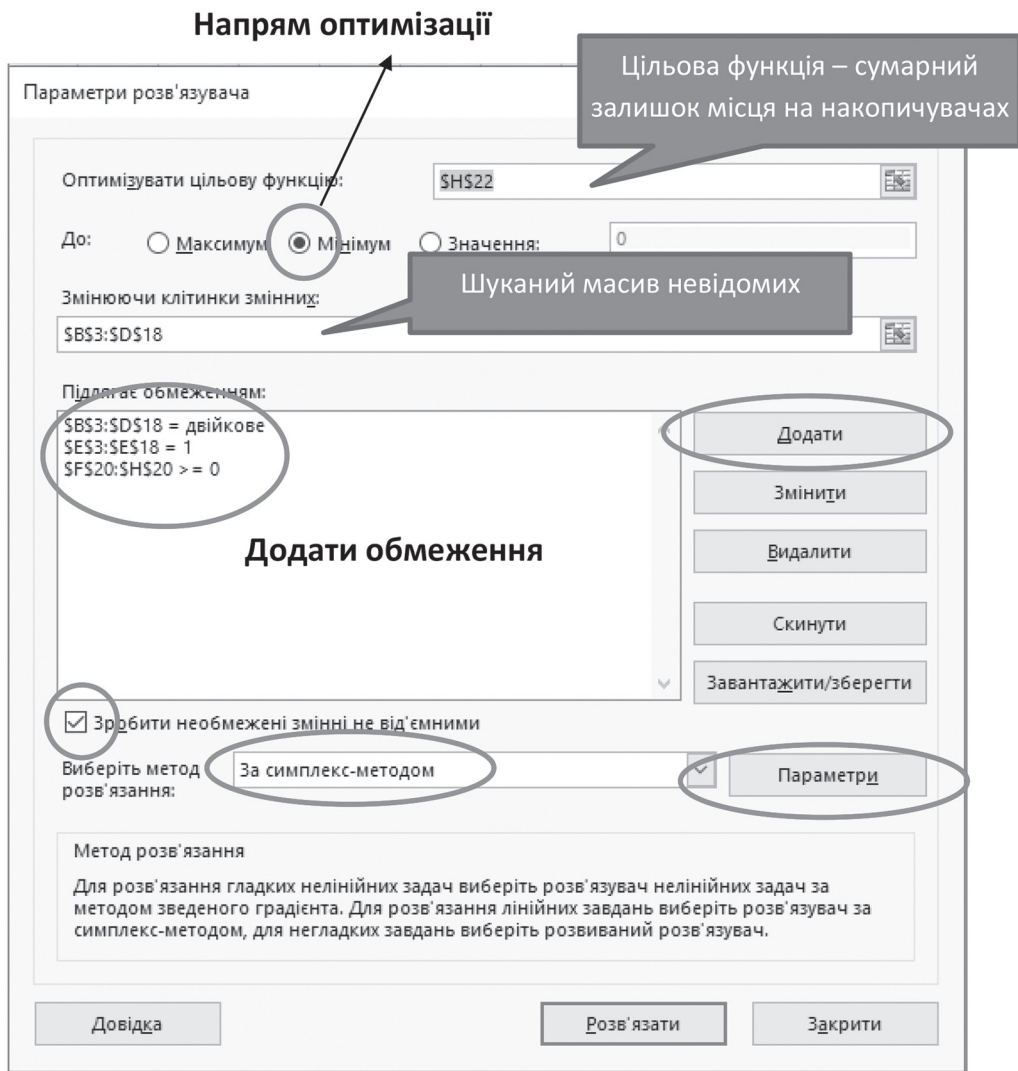 Напрям оптимізації
Цільова функція – сумарний
залишок місця на накопичувачах
Параметри розв'язувача
Оптимізувати цільову функцію:
$H$22
До:
Максимум
Мінімум
Значення:
0
Шуканий масив невідомих
Змінюючи клітинки змінних:
$B$3:$D$18
Підлягає обмеженням:
$B$3:$D$18 = двійкове
$E$3:$E$18 = 1
$F$20:$H$20 >= 0
Додати обмеження
Додати
Змінити
Видалити
Скинути
Завантажити/зберегти
Зробити необмежені змінні не від'ємними
Виберіть метод
розв'язання:
За симплекс-методом
Параметри
Метод розв'язання
Для розв'язання гладких нелінійних задач виберіть розв'язувач нелінійних задач за
методом зведеного градієнта. Для розв'язання лінійних завдань виберіть розв'язувач за
симплекс-методом, для негладких завдань виберіть розвиваний розв'язувач.
Довідка
Розв'язати
Закрити